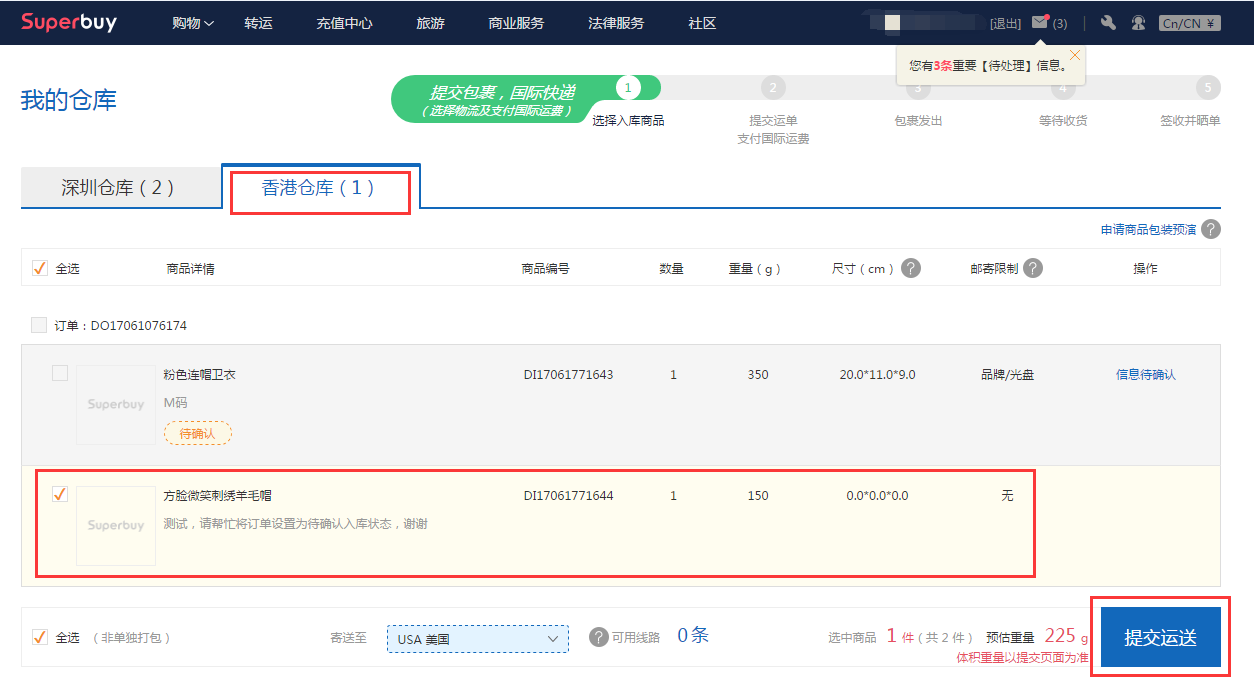 Superbuy 购物 转运 充值中心 旅游 商业服务 法律服务 社区 [退出] (3) Cn/CN ￥
您有3条重要【待处理】信息。
我的仓库
提交包裹，国际快递
（选择物流及支付国际运费）
1 2 3 4 5
选择入库商品 提交运单 包裹发出 等待收货 签收并晒单
支付国际运费
深圳仓库（2） 香港仓库（1）
申请商品包装预演 ?
全选 商品详情 商品编号 数量 重量（g） 尺寸（cm） ? 邮寄限制 ? 操作
订单：DO17061076174
Superbuy 粉色连帽卫衣 DI17061771643 1 350 20.0*11.0*9.0 品牌/光盘 信息待确认
M码
待确认
Superbuy 方脸微笑刺绣羊毛帽 DI17061771644 1 150 0.0*0.0*0.0 无
测试，请帮忙将订单设置为待确认入库状态，谢谢
全选 （非单独打包） 寄送至 USA 美国 ? 可用线路 0条 选中商品 1 件（共 2 件） 预估重量 225 g 提交运送
体积重量以提交页面为准